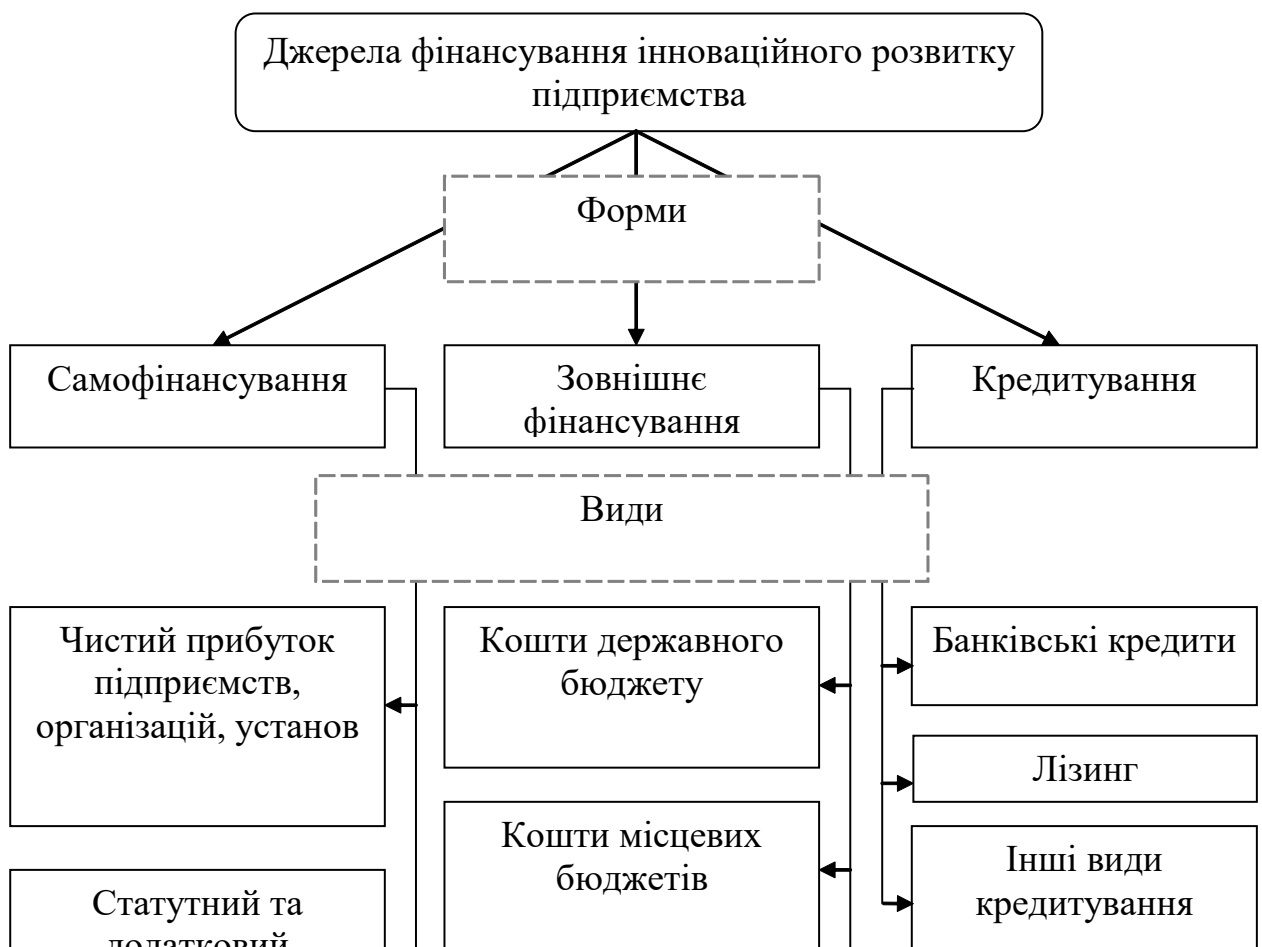 Джерела фінансування інноваційного розвитку
підприємства
Форми
Самофінансування
Зовнішнє
фінансування
Кредитування
Види
Чистий прибуток
підприємств,
організацій, установ
Кошти державного
бюджету
Банківські кредити
Лізинг
Кошти місцевих
бюджетів
Інші види
кредитування
Статутний та
додатковий